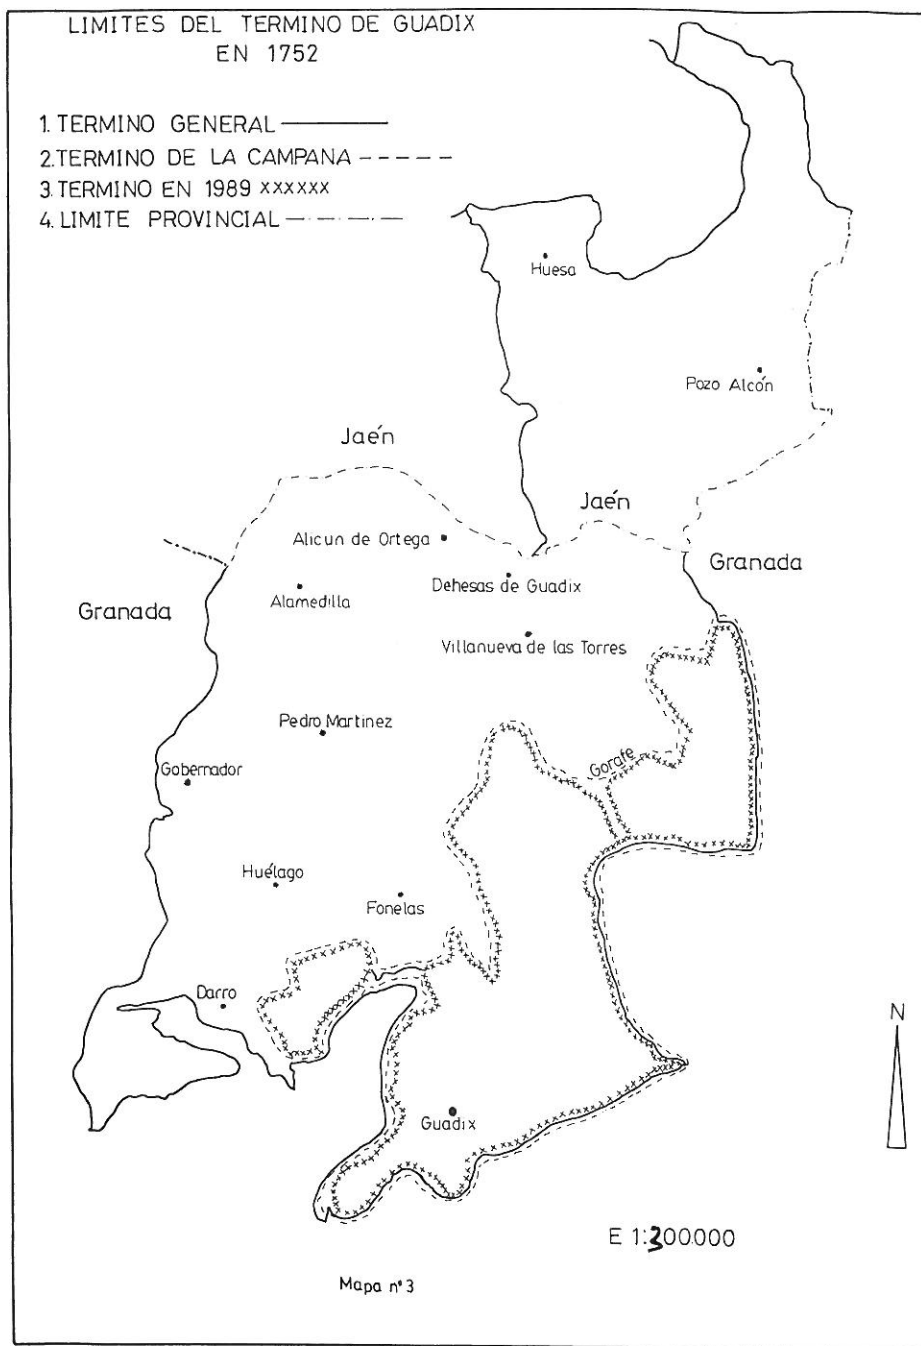 LIMITES DEL TERMINO DE GUADIX
EN 1752
1. TERMINO GENERAL
2. TERMINO DE LA CAMPANA
3. TERMINO EN 1989 xxxxxx
4. LIMITE PROVINCIAL
Huesa
Pozo Alcón
Jaén
Jaén
Alicun de Ortega
Granada
Dehesas de Guadix
Alamedilla
Granada
Villanueva de las Torres
Pedro Martinez
Gorafe
Gobernador
Huélago
Fonelas
Darro
N
Guadix
E 1:300.000
Mapa nº 3